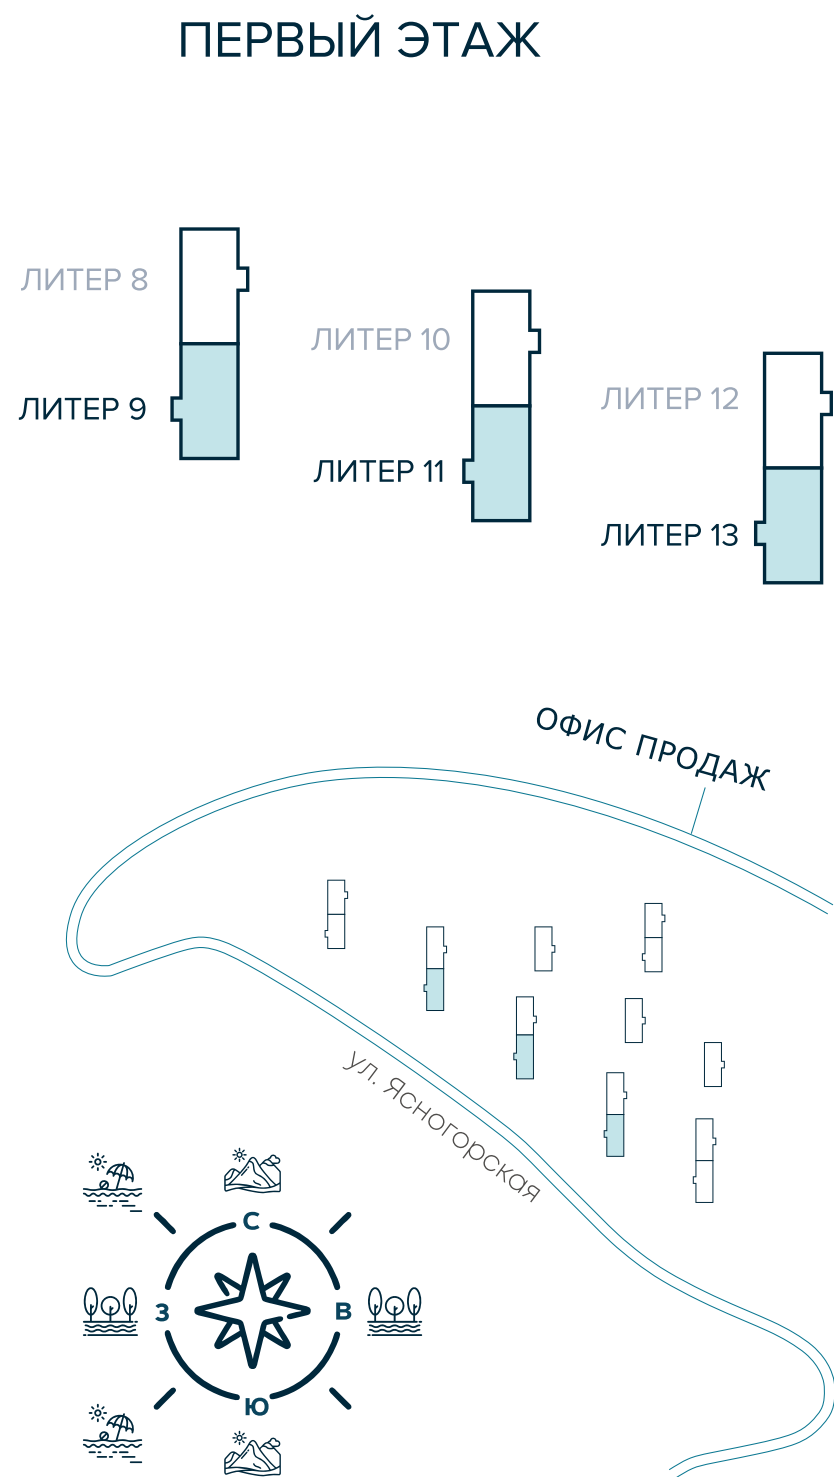 ПЕРВЫЙ ЭТАЖ
ЛИТЕР 8
ЛИТЕР 10
ЛИТЕР 12
ЛИТЕР 9
ЛИТЕР 11
ЛИТЕР 13
ОФИС ПРОДАЖ
ул. Ясногорская
С
З
В
Ю